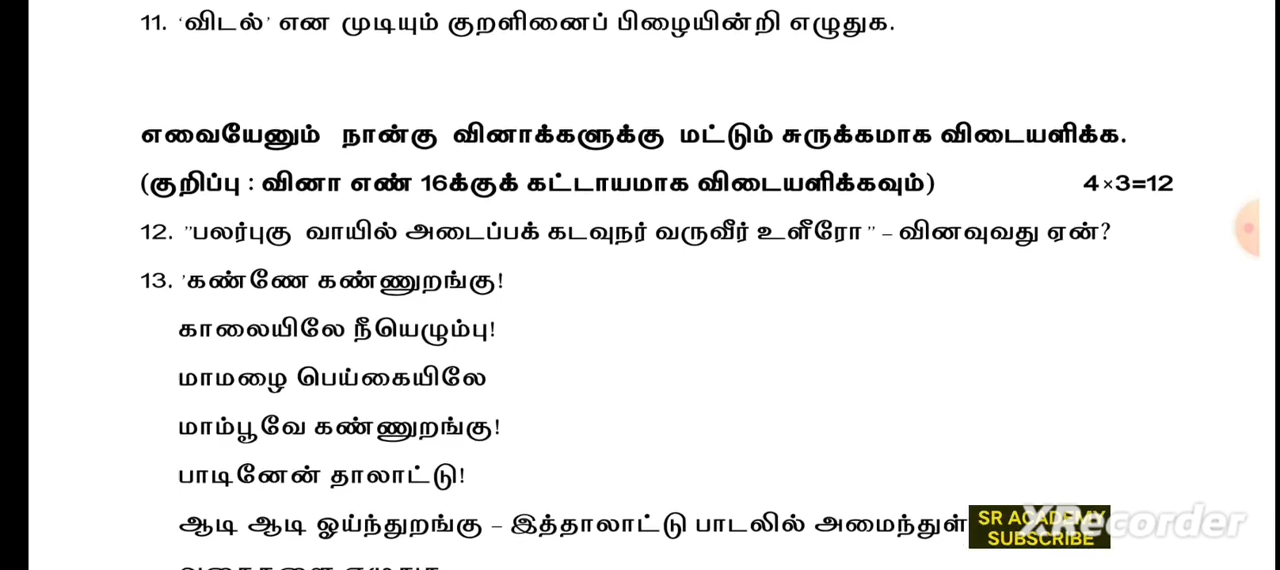 11. 'விடல்' என முடியும் குறளினைப் பிழையின்றி எழுதுக.
எவையேனும் நான்கு வினாக்களுக்கு மட்டும் சுருக்கமாக விடையளிக்க.
(குறிப்பு : வினா எண் 16க்குக் கட்டாயமாக விடையளிக்கவும்) 4×3=12
12. "பலர்புகு வாயில் அடைப்பக் கடவுநர் வருவீர் உளீரோ" – வினவுவது ஏன்?
13. 'கண்ணே கண்ணுறங்கு!
காலையிலே நீயெழும்பு!
மாமழை பெய்கையிலே
மாம்பூவே கண்ணுறங்கு!
பாடினேன் தாலாட்டு!
ஆடி ஆடி ஓய்ந்துறங்கு – இத்தாலாட்டு பாடலில் அமைந்துள்
SR ACADEMY
SUBSCRIBE
XRecorder